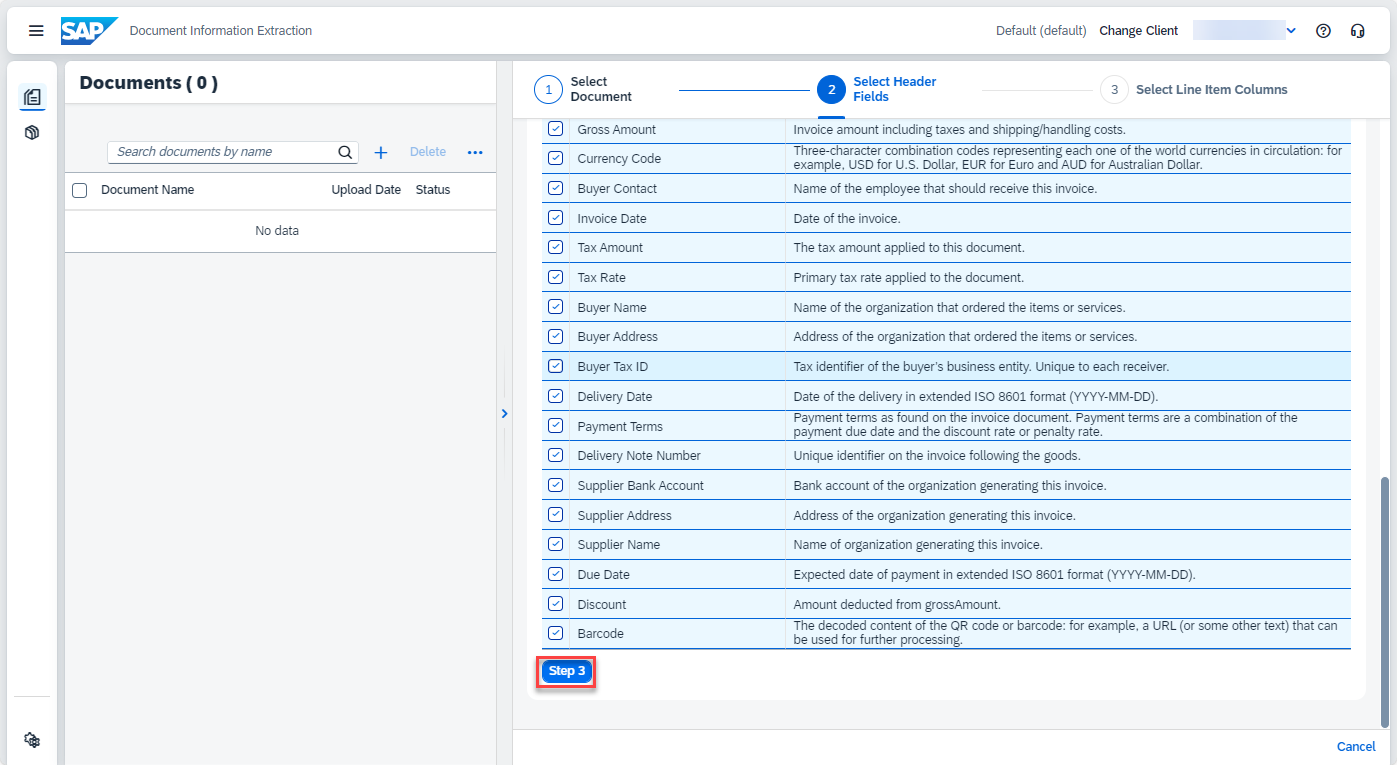 SAP
Document Information Extraction
Default (default)
Change Client
Documents ( 0 )
Search documents by name
Delete
Document Name
Upload Date
Status
No data
1
Select
Document
2
Select Header
Fields
3
Select Line Item Columns
Gross Amount
Invoice amount including taxes and shipping/handling costs.
Currency Code
Three-character combination codes representing each one of the world currencies in circulation: for
example, USD for U.S. Dollar, EUR for Euro and AUD for Australian Dollar.
Buyer Contact
Name of the employee that should receive this invoice.
Invoice Date
Date of the invoice.
Tax Amount
The tax amount applied to this document.
Tax Rate
Primary tax rate applied to the document.
Buyer Name
Name of the organization that ordered the items or services.
Buyer Address
Address of the organization that ordered the items or services.
Buyer Tax ID
Tax identifier of the buyer's business entity. Unique to each receiver.
Delivery Date
Date of the delivery in extended ISO 8601 format (YYYY-MM-DD).
Payment Terms
Payment terms as found on the invoice document. Payment terms are a combination of the
payment due date and the discount rate or penalty rate.
Delivery Note Number
Unique identifier on the invoice following the goods.
Supplier Bank Account
Bank account of the organization generating this invoice.
Supplier Address
Address of the organization generating this invoice.
Supplier Name
Name of organization generating this invoice.
Due Date
Expected date of payment in extended ISO 8601 format (YYYY-MM-DD).
Discount
Amount deducted from grossAmount.
Barcode
The decoded content of the QR code or barcode: for example, a URL (or some other text) that can
be used for further processing.
Step 3
Cancel